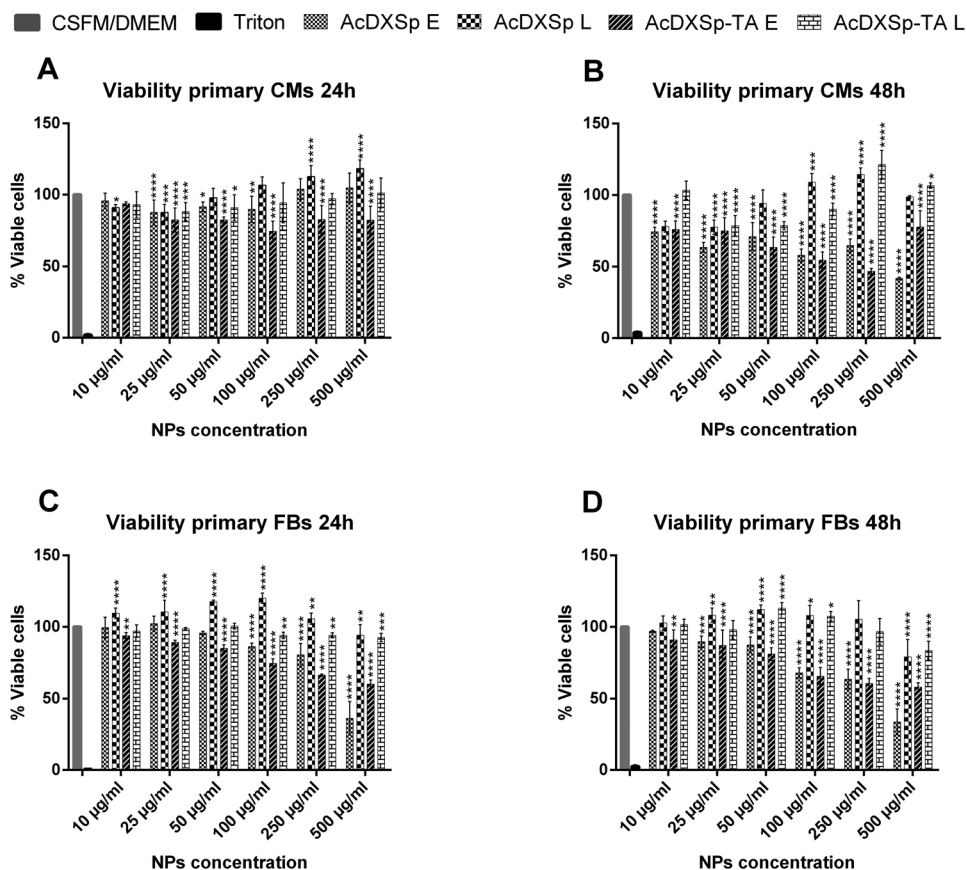 CSFM/DMEM Triton AcDXSp E AcDXSp L AcDXSp-TA E AcDXSp-TA L
A
Viability primary CMs 24h
% Viable cells
150
100
50
0
* **** *** **** *** * **** * ** **** **** **** **** ****
10 µg/ml
25 µg/ml
50 µg/ml
100 µg/ml
250 µg/ml
500 µg/ml
NPs concentration
B
Viability primary CMs 48h
% Viable cells
150
100
50
0
10 µg/ml
25 µg/ml
50 µg/ml
100 µg/ml
250 µg/ml
500 µg/ml
NPs concentration
C
Viability primary FBs 24h
% Viable cells
150
100
50
0
10 µg/ml
25 µg/ml
50 µg/ml
100 µg/ml
250 µg/ml
500 µg/ml
NPs concentration
D
Viability primary FBs 48h
% Viable cells
150
100
50
0
10 µg/ml
25 µg/ml
50 µg/ml
100 µg/ml
250 µg/ml
500 µg/ml
NPs concentration